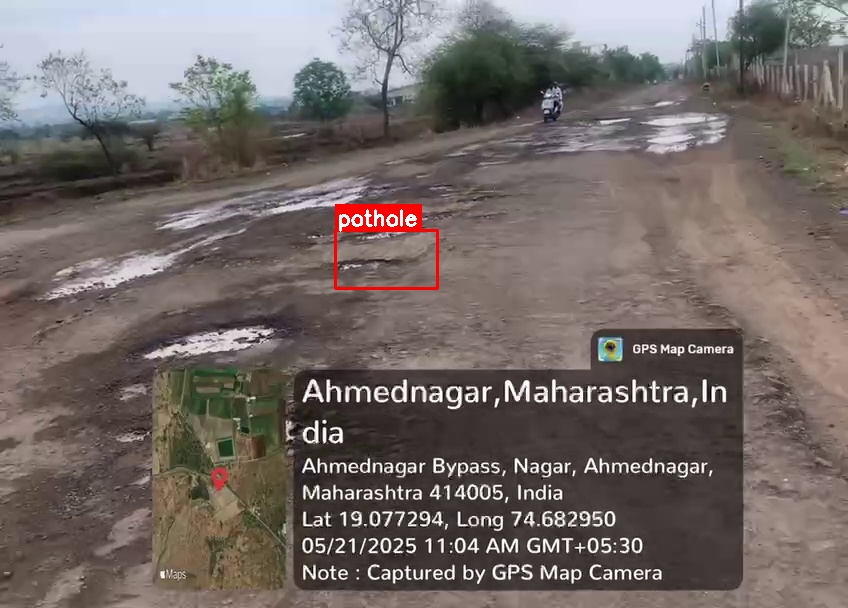 pothole
GPS Map Camera
Ahmednagar,Maharashtra,In
dia
Ahmednagar Bypass, Nagar, Ahmednagar,
Maharashtra 414005, India
Lat 19.077294, Long 74.682950
05/21/2025 11:04 AM GMT+05:30
Note : Captured by GPS Map Camera
Maps